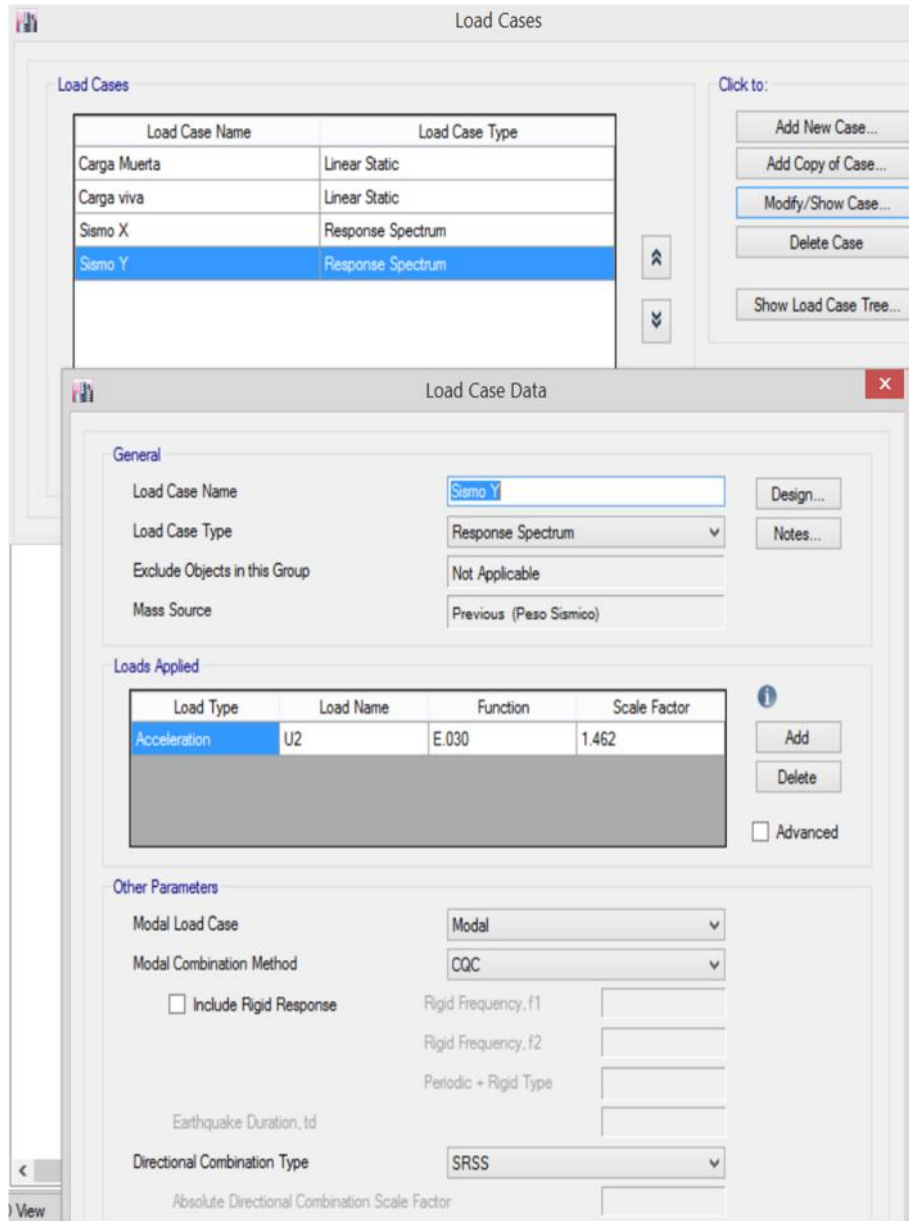 Load Cases
Load Cases
Click to:
Load Case Name Load Case Type
Carga Muerta Linear Static
Carga viva Linear Static
Sismo X Response Spectrum
Sismo Y Response Spectrum
Add New Case...
Add Copy of Case...
Modify/Show Case...
Delete Case
Show Load Case Tree...
Load Case Data
General
Load Case Name Sismo Y Design...
Load Case Type Response Spectrum Notes...
Exclude Objects in this Group Not Applicable
Mass Source Previous (Peso Sismico)
Loads Applied
Load Type Load Name Function Scale Factor
Acceleration U2 E.030 1.462
Add
Delete
Advanced
Other Parameters
Modal Load Case Modal
Modal Combination Method CQC
Include Rigid Response Rigid Frequency, f1
Rigid Frequency, f2
Periodic + Rigid Type
Earthquake Duration, td
Directional Combination Type SRSS
Absolute Directional Combination Scale Factor
View